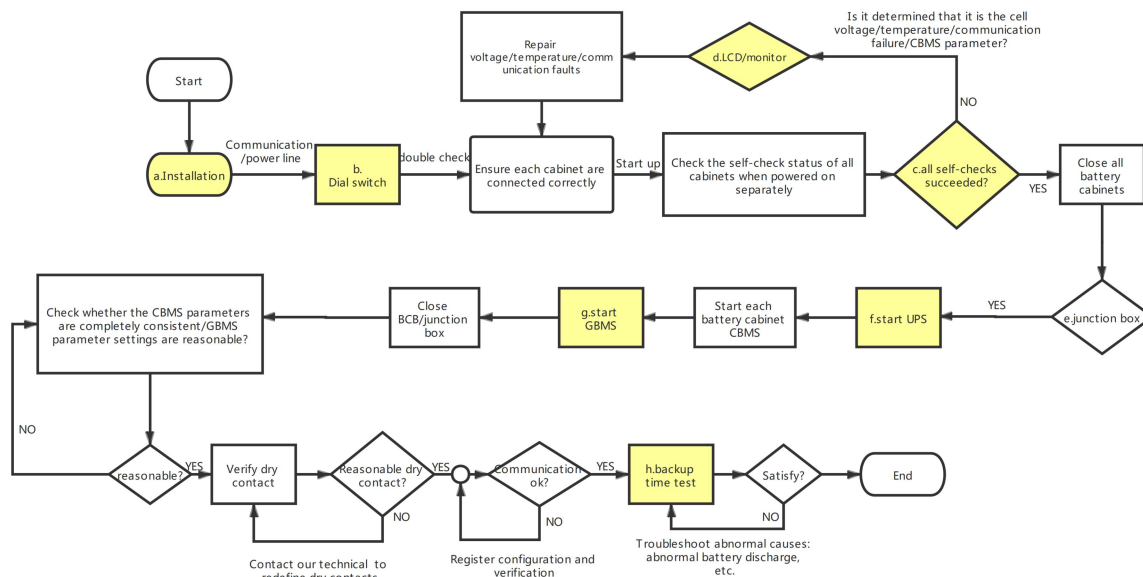 Is it determined that it is the cell
voltage/temperature/communication
failure/CBMS parameter?
Repair
voltage/temperature/comm
unication faults
d.LCD/monitor
Start
NO
Communication
/power line
a.Installation
b.
Dial switch
double check
Ensure each cabinet are
connected correctly
Start up
Check the self-check status of all
cabinets when powered on
separately
c.all self-checks
succeeded?
YES
Close all
battery
cabinets
Check whether the CBMS parameters
are completely consistent/GBMS
parameter settings are reasonable?
Close
BCB/junction
box
g.start
GBMS
Start each
battery cabinet
CBMS
f.start UPS
YES
e.junction box
NO
reasonable?
YES
Verify dry
contact
Reasonable dry
contact?
YES
Communication
ok?
YES
h.backup
time test
Satisfy?
End
NO
NO
NO
Contact our technical to
redefine dry contacts
Register configuration and
verification
Troubleshoot abnormal causes:
abnormal battery discharge,
etc.